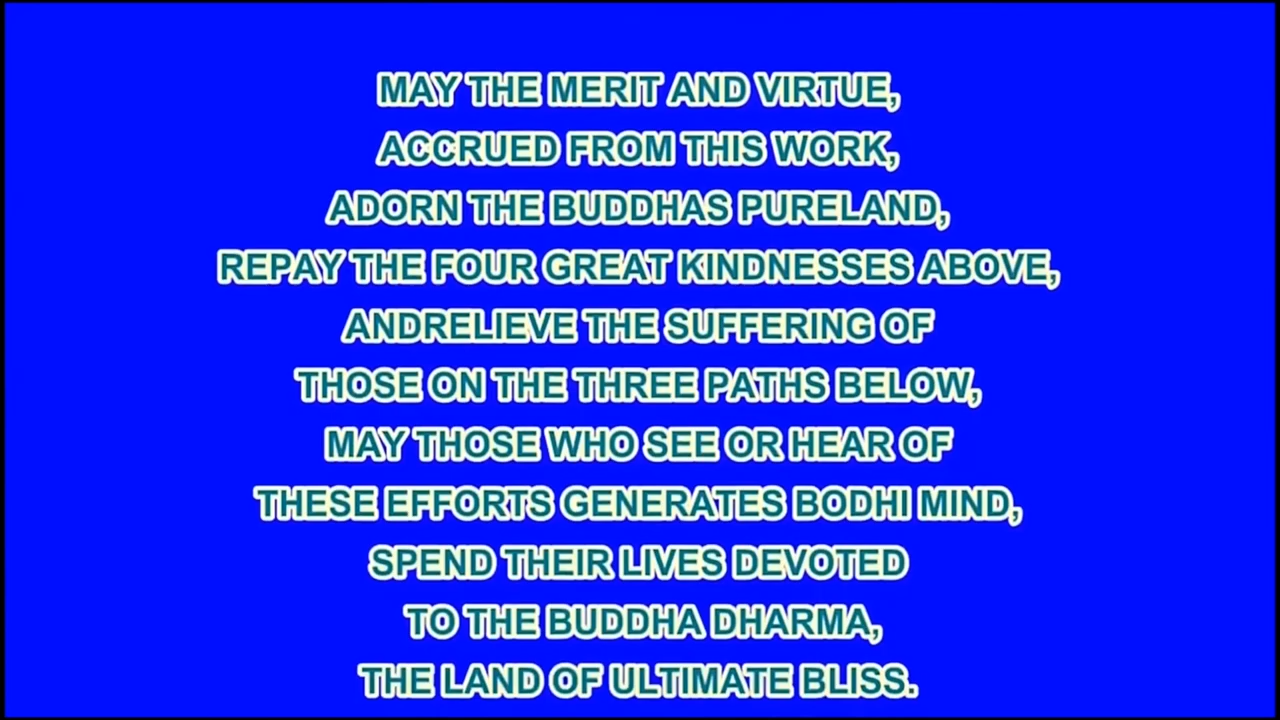 MAY THE MERIT AND VIRTUE,
ACCRUED FROM THIS WORK,
ADORN THE BUDDHAS PURELAND,
REPAY THE FOUR GREAT KINDNESSES ABOVE,
ANDRELIEVE THE SUFFERING OF
THOSE ON THE THREE PATHS BELOW,
MAY THOSE WHO SEE OR HEAR OF
THESE EFFORTS GENERATES BODHI MIND,
SPEND THEIR LIVES DEVOTED
TO THE BUDDHA DHARMA,
THE LAND OF ULTIMATE BLISS.